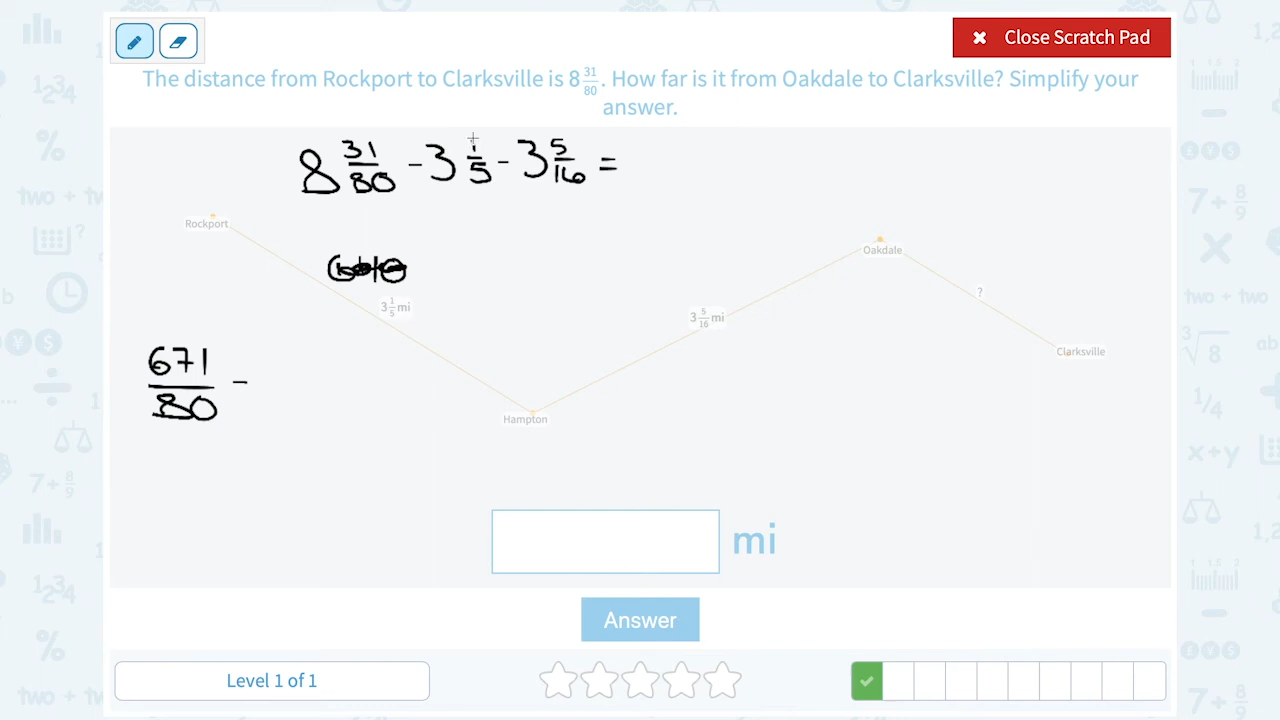 Close Scratch Pad
The distance from Rockport to Clarksville is 8 31/80. How far is it from Oakdale to Clarksville? Simplify your
answer.
8 31/80 - 3 1/5 - 3 5/16 =
Rockport
Oakdale
3 1/5 mi
3 5/16 mi
?
Clarksville
671/80 -
Hampton
mi
Answer
Level 1 of 1